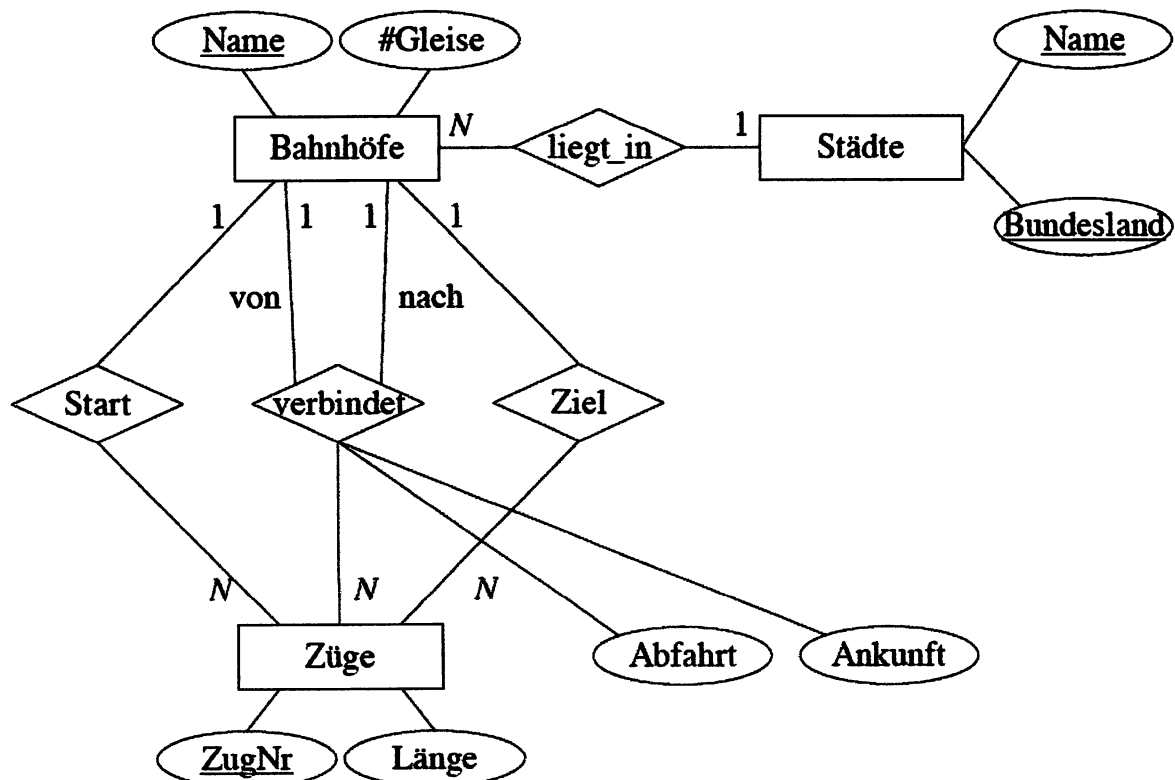 Name #Gleise Name
Bahnhöfe N liegt_in 1 Städte
Bundesland
1 1 1 1
von nach
Start verbindet Ziel
N N N
Züge Abfahrt Ankunft
ZugNr Länge